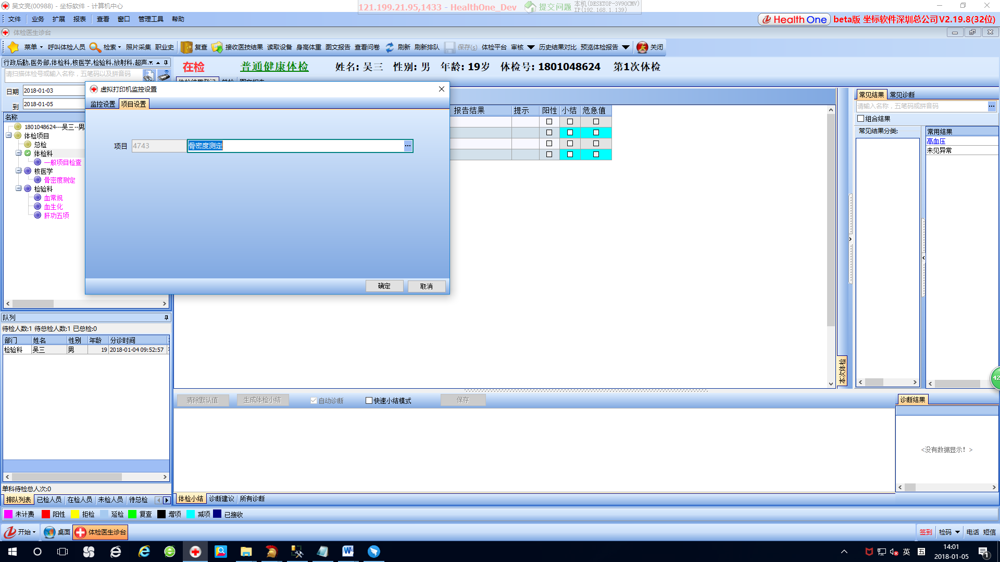 吴文亮(00988) - 坐标软件 - 计算机中心
121.199.21.95,1433 - HealthOne_Dev
提交问题
本机(DESKTOP-3V9OCMV)
IP(192.168.1.139)
文件 业务 扩展 报表 查看 窗口 管理工具 帮助
Health One beta版 坐标软件深圳总公司 V2.19.8(32位)
体检医生诊台
菜单 呼叫体检人员 检索 照片采集 职业史 复查 接收医技结果 读取设备 身高体重 图文报告 查看问卷 刷新 刷新排队 保存(s) 体检平台 审核 历史结果对比 预览体检报告 关闭
行政后勤,医务部,体检科,核医学,检验科,放射科,超声
在检 普通健康体检 姓名: 吴三 性别: 男 年龄: 19岁 体检号: 1801048624 第1次体检
请扫描体检号或输入名称，五笔码以及拼音码
日期 2018-01-03
到 2018-01-05
名称
1801048624---吴三--男
体检项目
总检
体检科
一般项目检查
核医学
骨密度测定
检验科
血常规
血生化
肝功五项
虚拟打印机监控设置
监控设置 项目设置
项目 4743 骨密度测定
确定 取消
报告结果 提示 阳性 小结 危急值
本次体检
常见结果 常见诊断
请输入名称，五笔码或拼音码
组合结果
常见结果分类:
常用结果
高血压
未见异常
42
队列
待检人数:1 待总检人数:1 已总检:0
部门 姓名 性别 年龄 分诊时间
检验科 吴三 男 19 2018-01-04 09:52:57
单科待检总人次:0
排队列表 已检人员 在检人员 未检人员 待总检
清除默认值 生成体检小结 自动诊断 快速小结模式 保存
诊断结果
<没有数据显示! >
体检小结 诊断建议 所有诊断
未计费 阳性 拒检 延检 复查 增项 减项 已接收
开始 桌面 体检医生诊台
签到 检码 电话 短信
英 五
14:01
2018-01-05
1